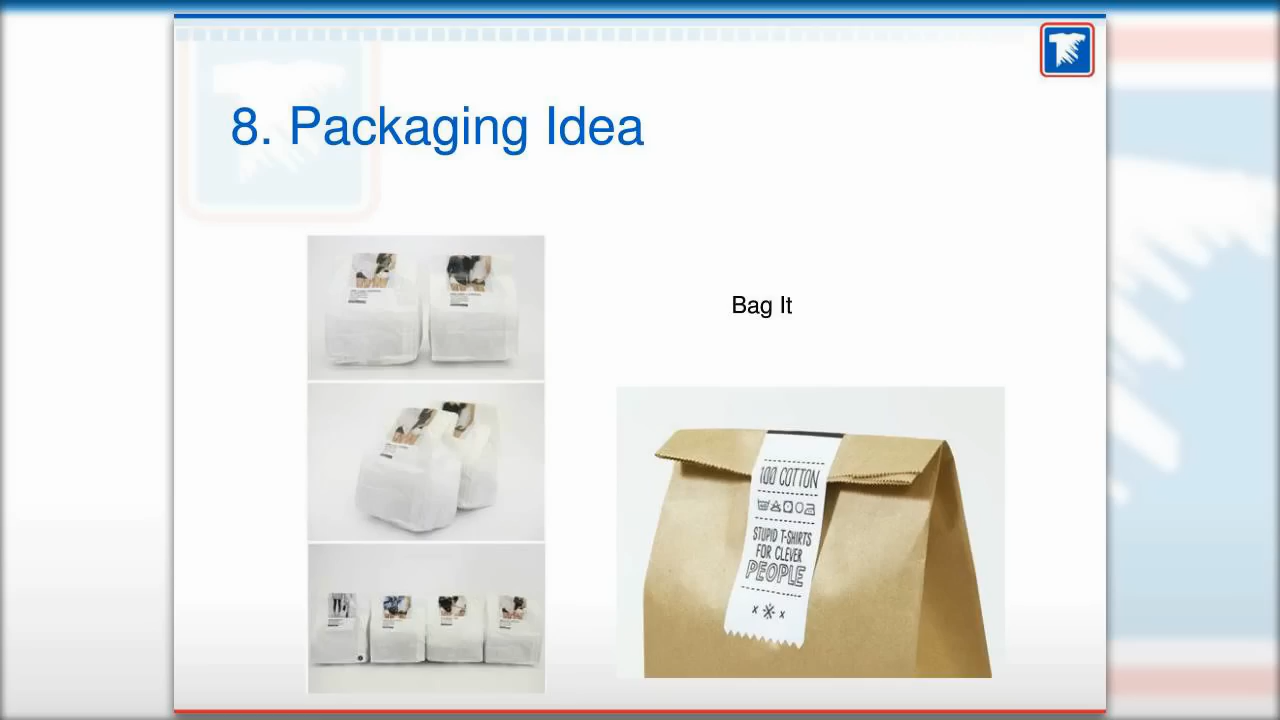 8. Packaging Idea
Bag It
100 COTTON
STUPID T-SHIRTS
FOR CLEVER
PEOPLE
x x